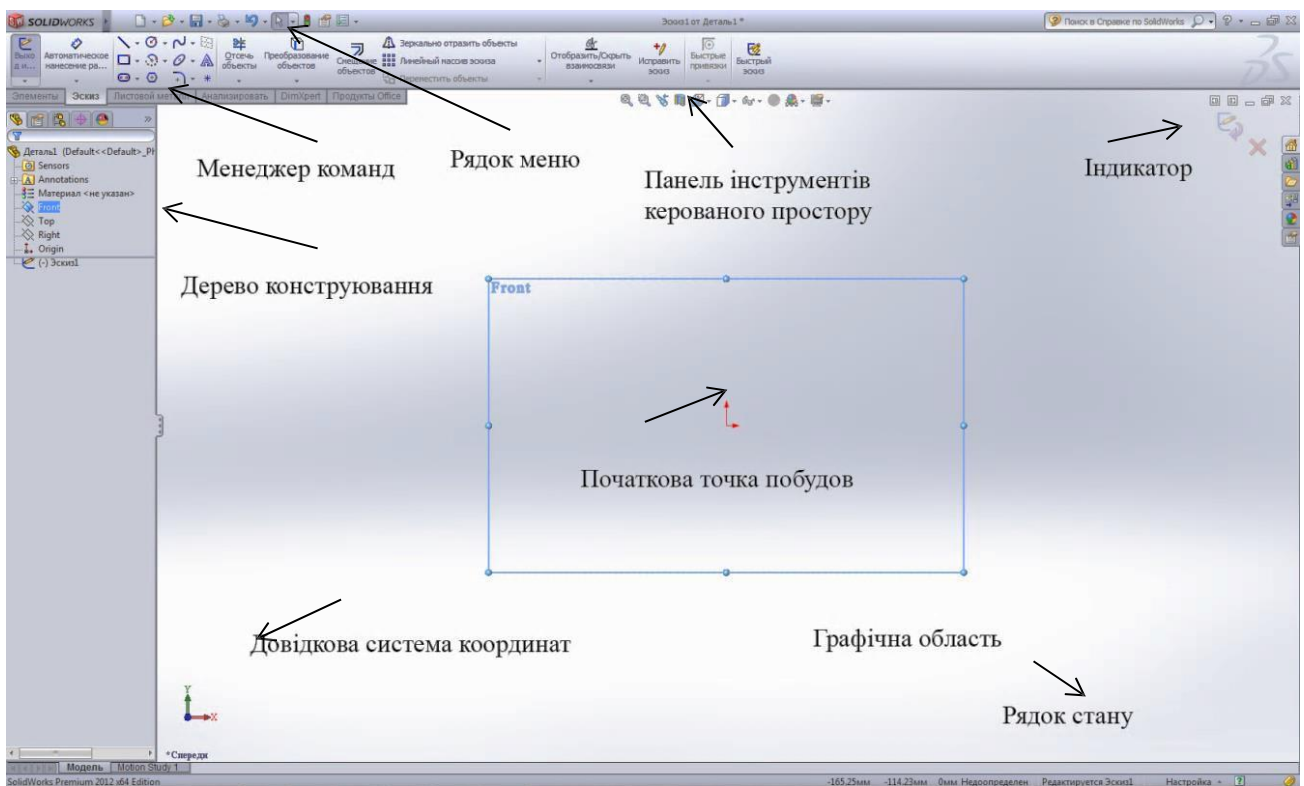 SOLIDWORKS
Эскиз1 от Деталь1 *
Поиск в Справке по SolidWorks
Автоматическое
нанесение ра...
Отсечь
объекты
Преобразование
объектов
Смещение
объектов
Зеркально отразить объекты
Линейный массив эскиза
Переместить объекты
Отобразить/Скрыть
взаимосвязи
Исправить
эскиз
Быстрые
привязки
Быстрый
эскиз
Элементы
Эскиз
Листовой
Анализировать
DimXpert
Продукты Office
Деталь1 (Default<<Default>_Pl
Sensors
Annotations
Материал <не указан>
Front
Top
Right
Origin
(-) Эскиз1
Менеджер команд
Рядок меню
Панель інструментів
керованого простору
Індикатор
Дерево конструювання
Front
Початкова точка побудов
Довідкова система координат
Графічна область
Рядок стану
Y
X
*Спереди
Модель
Motion Study 1
SolidWorks Premium 2012 x64 Edition
-165.25мм -114.23мм 0мм Недоопределен Редактируется Эскиз1 Настройка